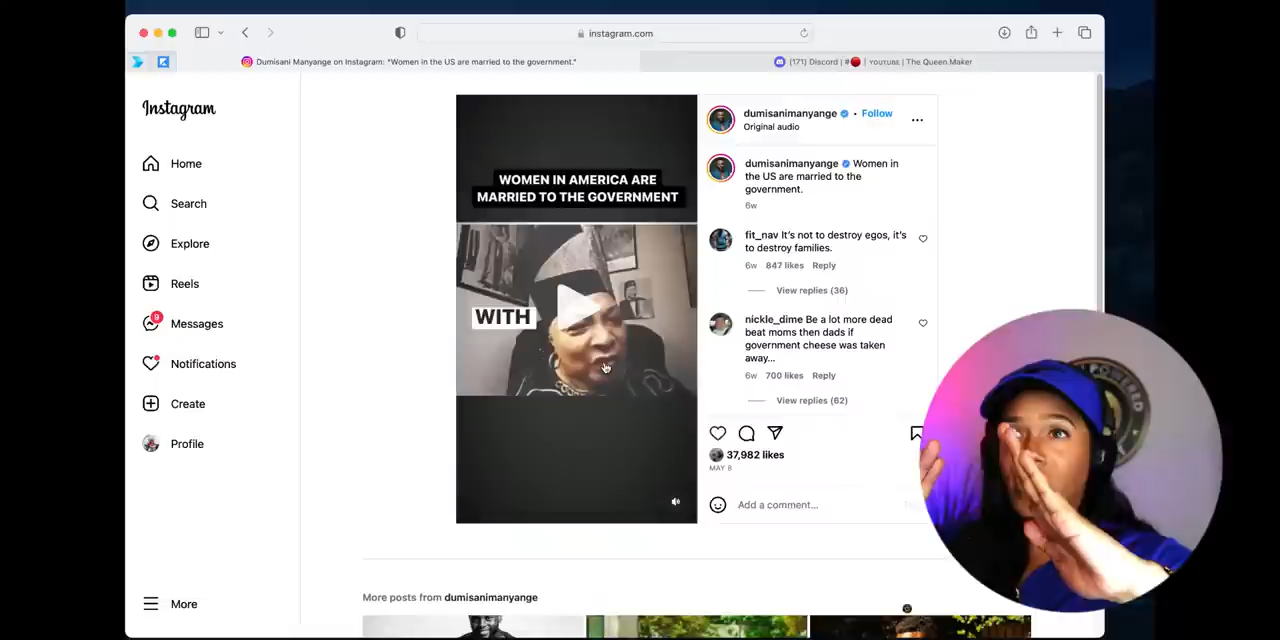 instagram.com
Dumisani Manyange on Instagram: "Women in the US are married to the government."
(171) Discord | #🔴 | YOUTUBE | The Queen Maker
Instagram
Home
Search
Explore
Reels
9
Messages
Notifications
Create
Profile
More
WOMEN IN AMERICA ARE
MARRIED TO THE GOVERNMENT
WITH
dumisanimanyange • Follow
Original audio
dumisanimanyange Women in
the US are married to the
government.
6w
fit_nav It's not to destroy egos, it's
to destroy families.
6w 847 likes Reply
View replies (36)
nickle_dime Be a lot more dead
beat moms then dads if
government cheese was taken
away...
6w 700 likes Reply
View replies (62)
37,982 likes
MAY 8
Add a comment...
More posts from dumisanimanyange